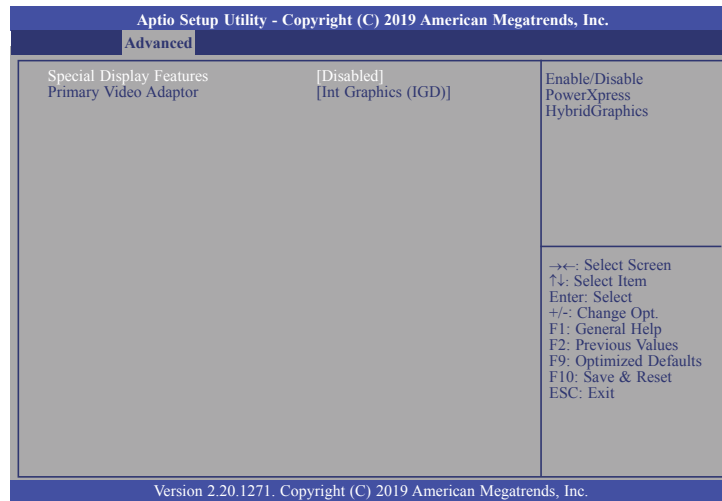 Aptio Setup Utility - Copyright (C) 2019 American Megatrends, Inc.
Advanced
Special Display Features [Disabled]
Primary Video Adaptor [Int Graphics (IGD)]
Enable/Disable
PowerXpress
HybridGraphics
→←: Select Screen
↑↓: Select Item
Enter: Select
+/-: Change Opt.
F1: General Help
F2: Previous Values
F9: Optimized Defaults
F10: Save & Reset
ESC: Exit
Version 2.20.1271. Copyright (C) 2019 American Megatrends, Inc.